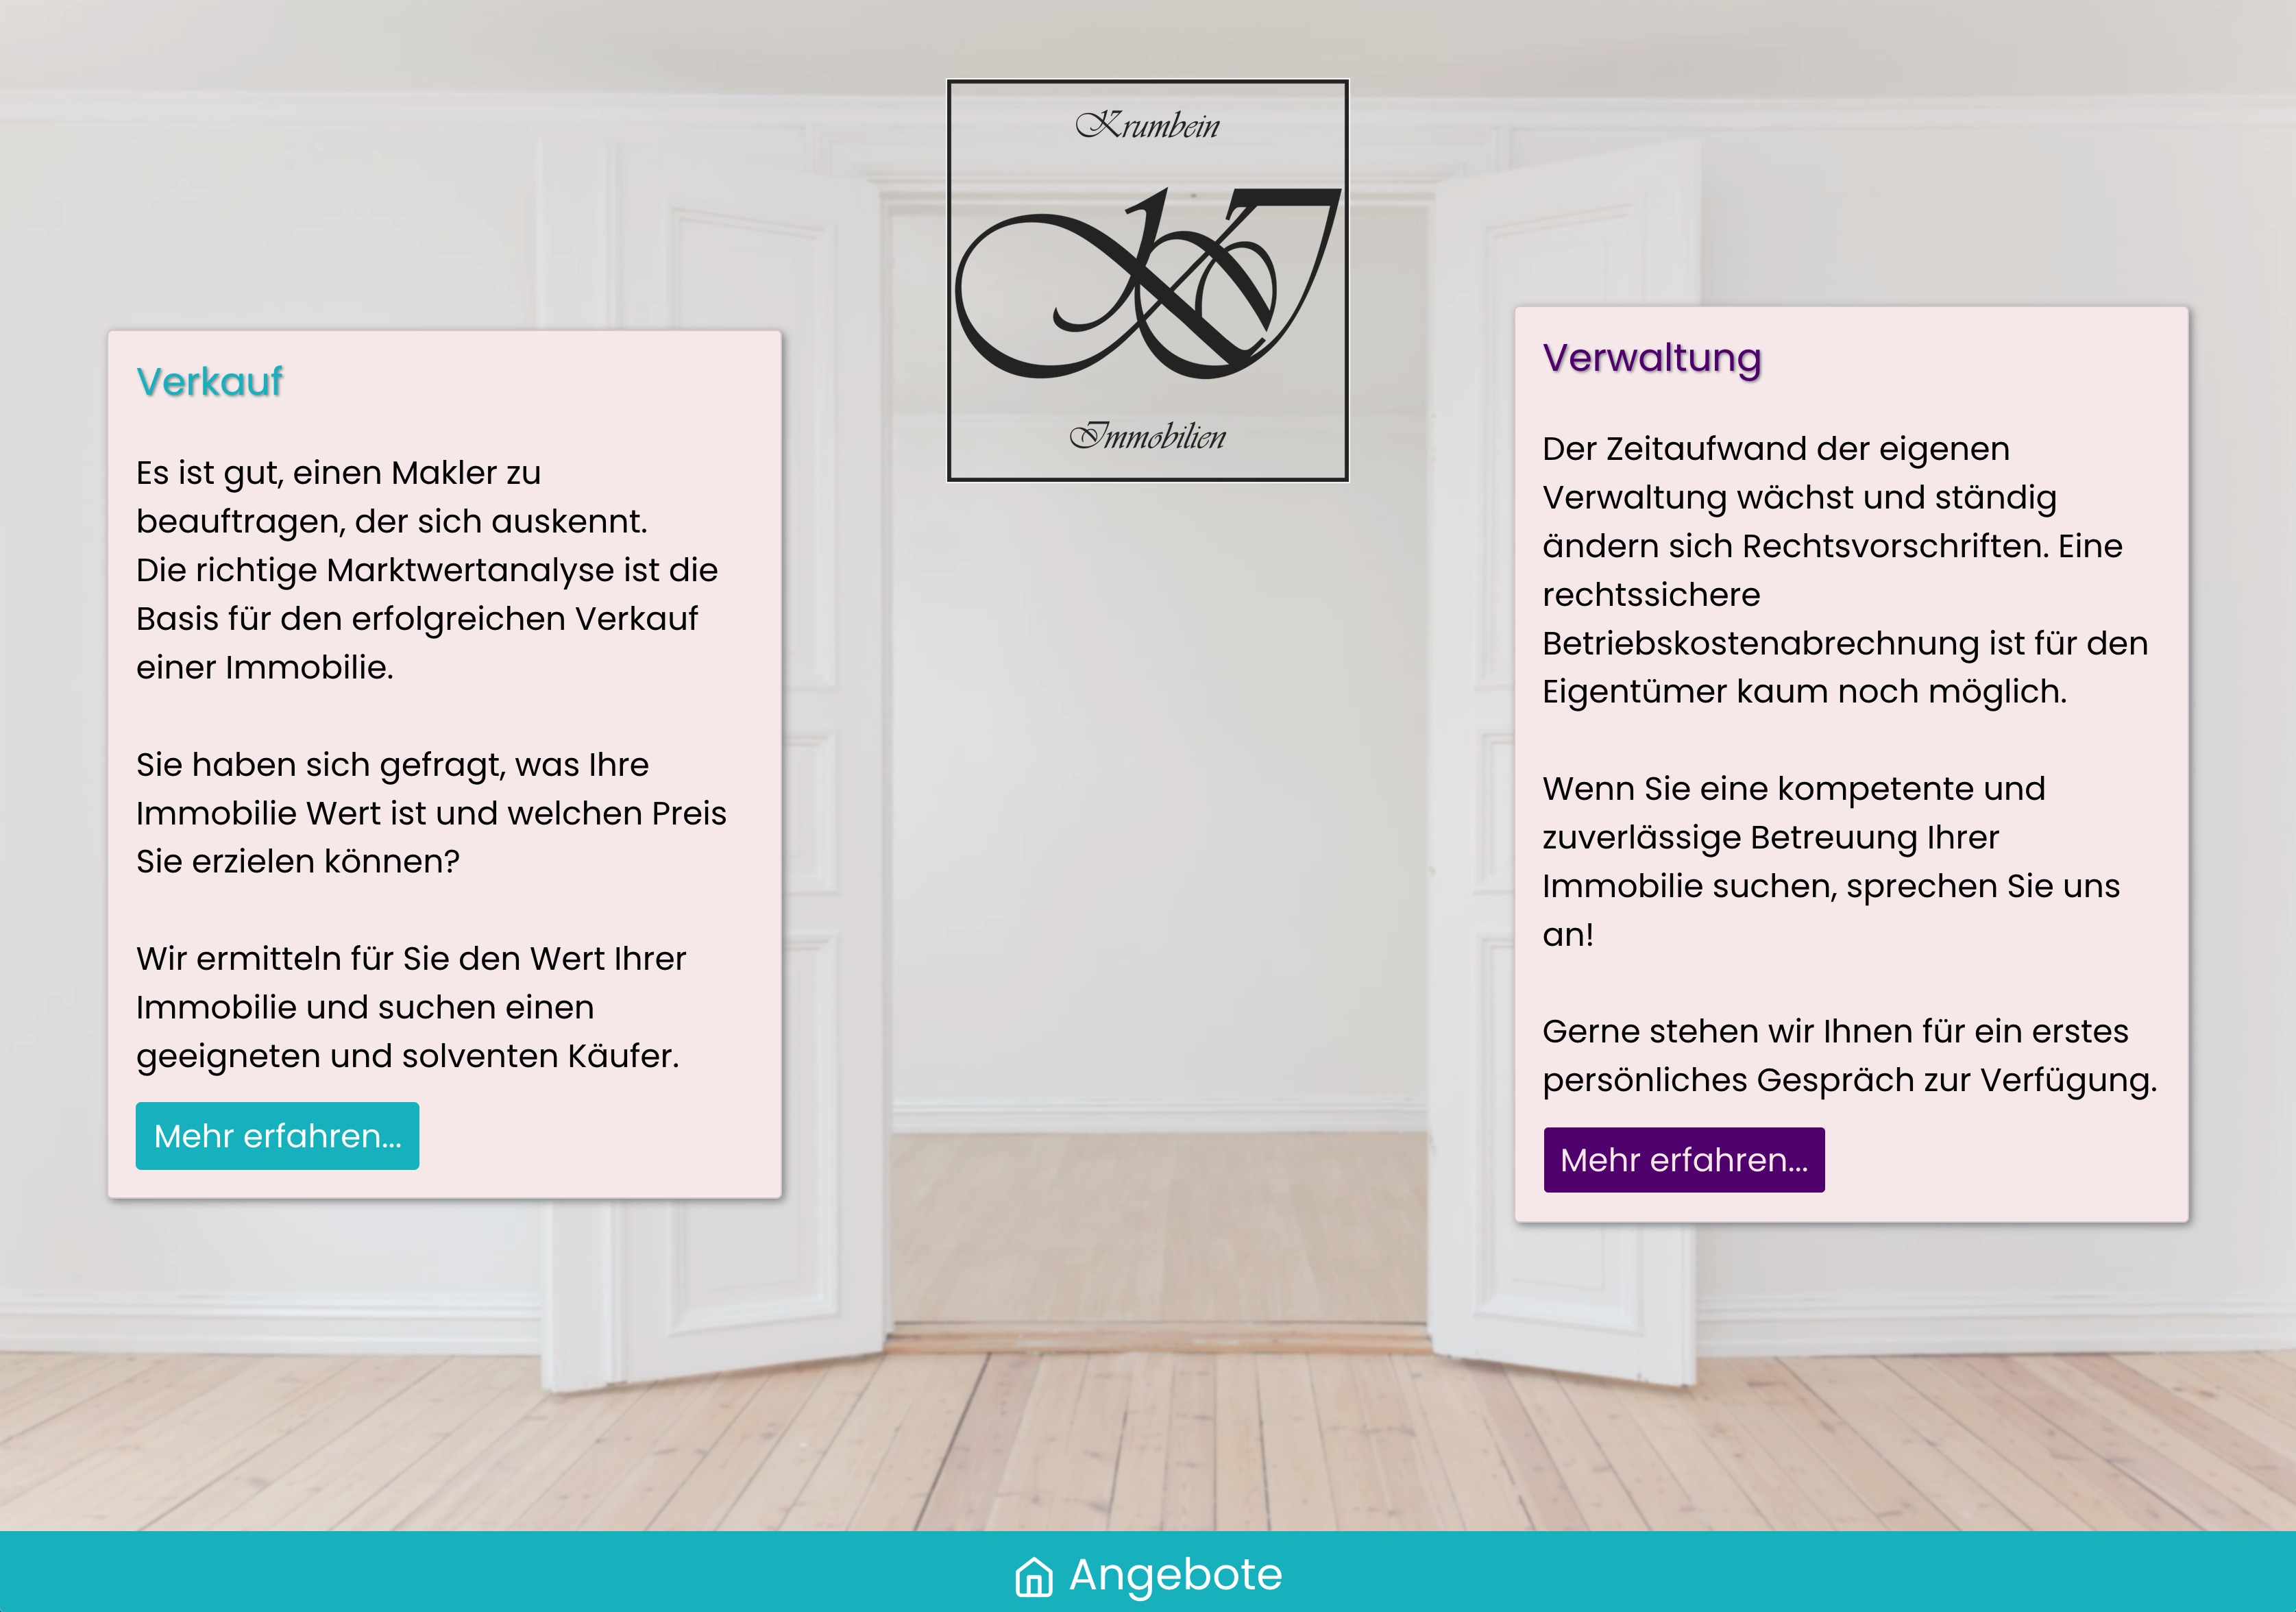 Krumbein
Immobilien
Verkauf
Es ist gut, einen Makler zu
beauftragen, der sich auskennt.
Die richtige Marktwertanalyse ist die
Basis für den erfolgreichen Verkauf
einer Immobilie.
Sie haben sich gefragt, was Ihre
Immobilie Wert ist und welchen Preis
Sie erzielen können?
Wir ermitteln für Sie den Wert Ihrer
Immobilie und suchen einen
geeigneten und solventen Käufer.
Mehr erfahren...
Verwaltung
Der Zeitaufwand der eigenen
Verwaltung wächst und ständig
ändern sich Rechtsvorschriften. Eine
rechtssichere
Betriebskostenabrechnung ist für den
Eigentümer kaum noch möglich.
Wenn Sie eine kompetente und
zuverlässige Betreuung Ihrer
Immobilie suchen, sprechen Sie uns
an!
Gerne stehen wir Ihnen für ein erstes
persönliches Gespräch zur Verfügung.
Mehr erfahren...
Angebote